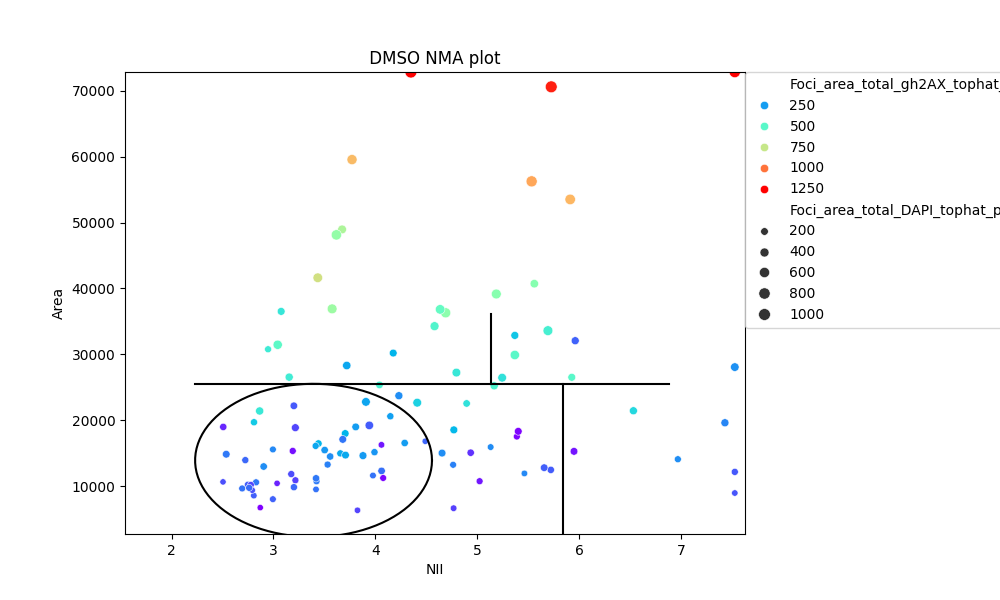 DMSO NMA plot
70000
60000
50000
40000
30000
20000
10000
Area
2 3 4 5 6 7
NII
Foci_area_total_gh2AX_tophat_
250
500
750
1000
1250
Foci_area_total_DAPI_tophat_p
200
400
600
800
1000